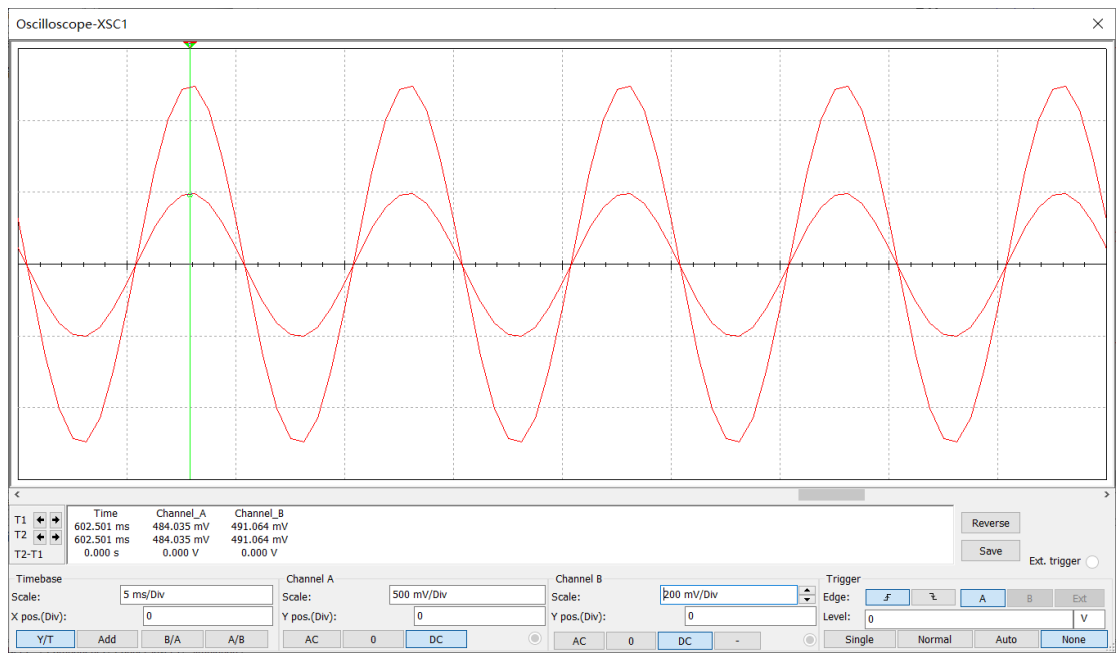 Oscilloscope-XSC1
Time Channel_A Channel_B
T1 602.501 ms 484.035 mV 491.064 mV
T2 602.501 ms 484.035 mV 491.064 mV
T2-T1 0.000 s 0.000 V 0.000 V
Reverse
Save
Ext. trigger
Timebase
Scale: 5 ms/Div
X pos.(Div): 0
Y/T Add B/A A/B
Channel A
Scale: 500 mV/Div
Y pos.(Div): 0
AC 0 DC
Channel B
Scale: 200 mV/Div
Y pos.(Div): 0
AC 0 DC -
Trigger
Edge: A B Ext
Level: 0 V
Single Normal Auto None